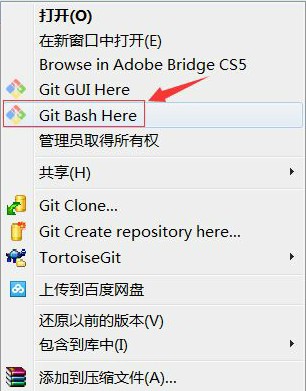 打开(O)
在新窗口中打开(E)
Browse in Adobe Bridge CS5
Git GUI Here
Git Bash Here
管理员取得所有权
共享(H)
Git Clone...
Git Create repository here...
TortoiseGit
上传到百度网盘
还原以前的版本(V)
包含到库中(I)
添加到压缩文件(A)...